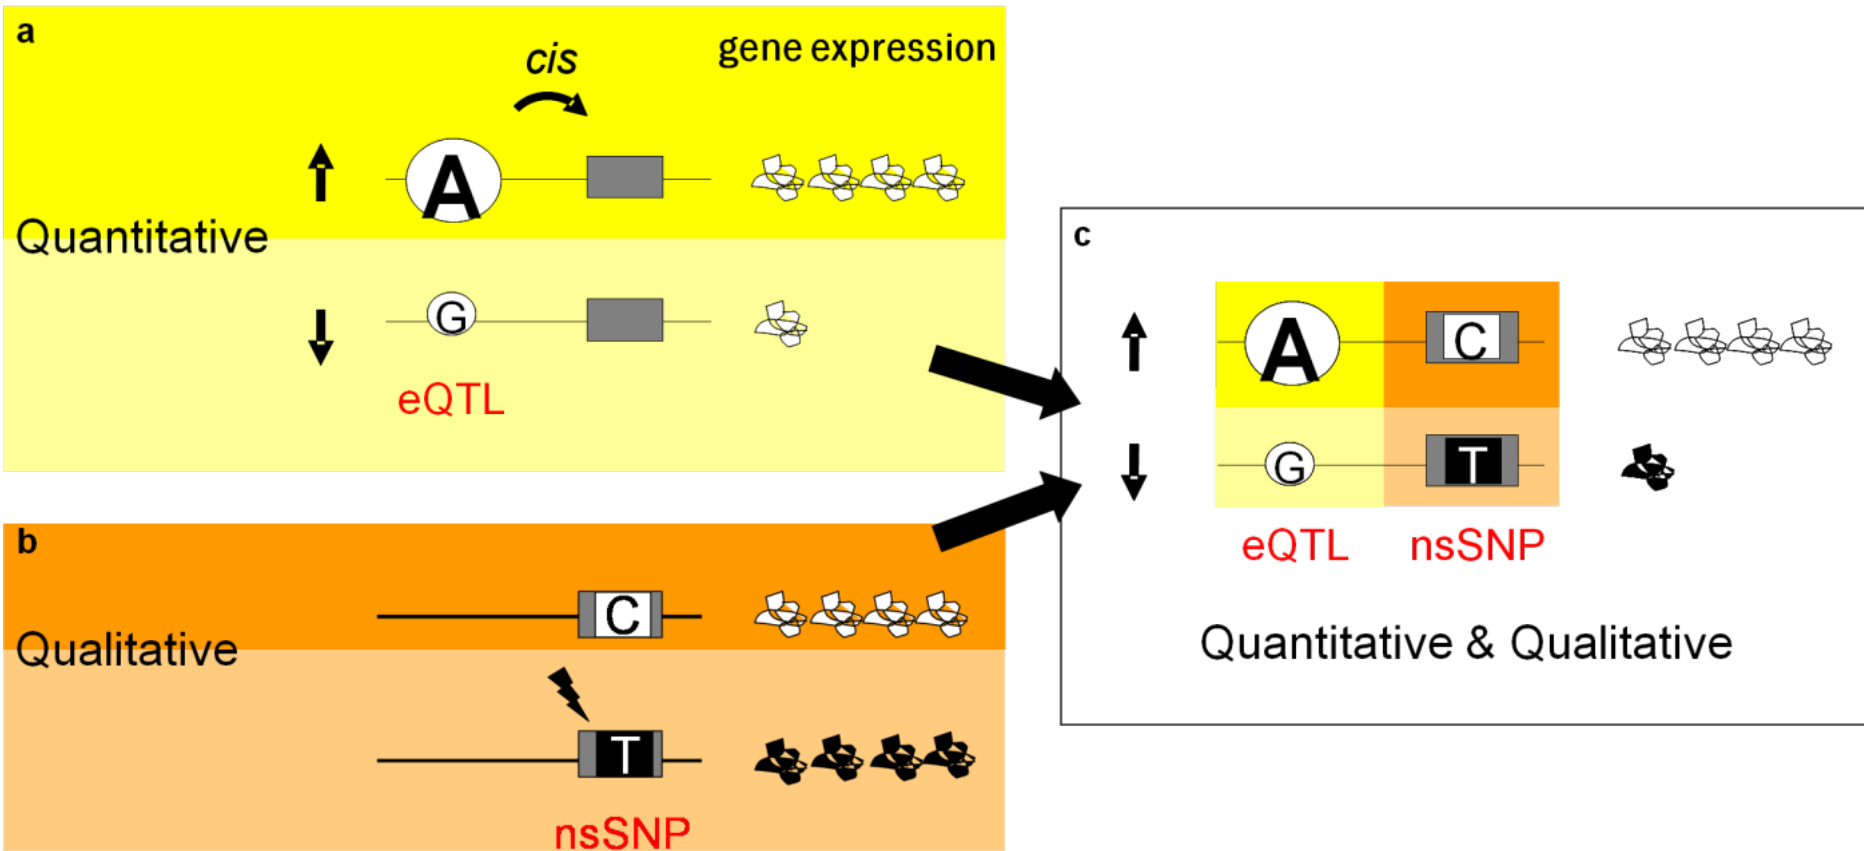 a
cis
gene expression
A
Quantitative
G
eQTL
b
C
Qualitative
T
nsSNP
c
A C
G T
eQTL nsSNP
Quantitative & Qualitative